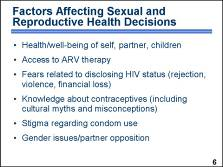 Factors Affecting Sexual and
Reproductive Health Decisions
• Health/well-being of self, partner, children
• Access to ARV therapy
• Fears related to disclosing HIV status (rejection,
violence, financial loss)
• Knowledge about contraceptives (including
cultural myths and misconceptions)
• Stigma regarding condom use
• Gender issues/partner opposition
6